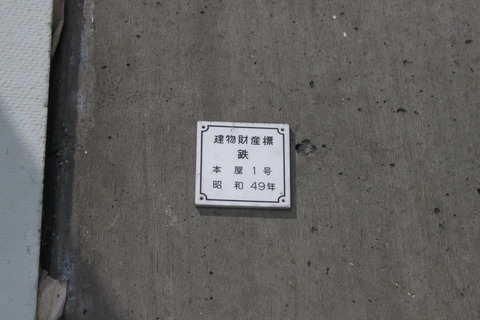 建物財産標
鉄
本屋1号
昭和49年